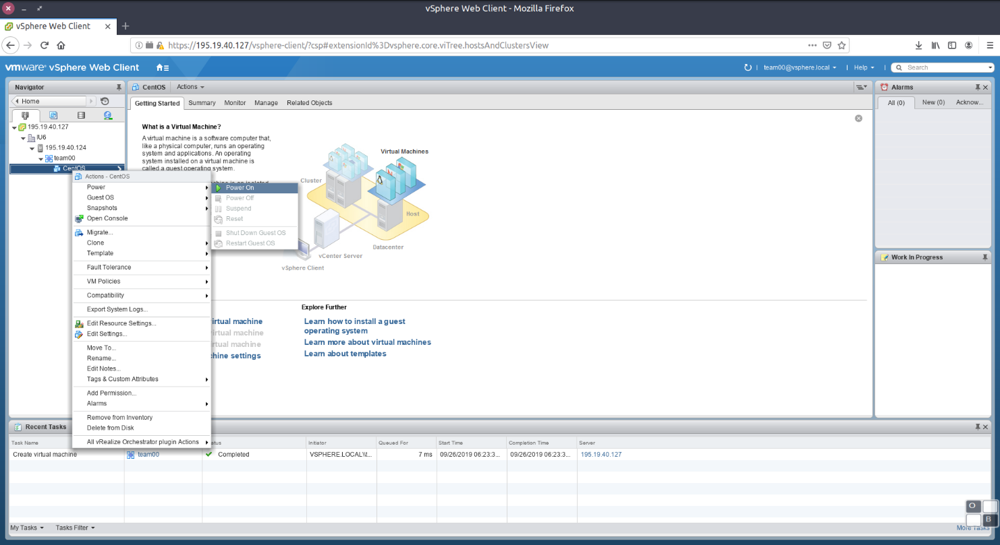 vSphere Web Client - Mozilla Firefox
vSphere Web Client
https://195.19.40.127/vsphere-client/?csp#extensionId%3Dvsphere.core.viTree.hostsAndClustersView
vmware® vSphere Web Client
team00@vsphere.local
Help
Search
Navigator
Home
195.19.40.127
IU6
195.19.40.124
team00
CentOS
CentOS
Actions
Getting Started
Summary
Monitor
Manage
Related Objects
What is a Virtual Machine?
A virtual machine is a software computer that,
like a physical computer, runs an operating
system and applications. An operating
system installed on a virtual machine is
called a guest operating system.
Virtual Machines
Cluster
Host
Datacenter
vCenter Server
vSphere Client
Actions - CentOS
Power
Guest OS
Snapshots
Open Console
Migrate...
Clone
Template
Fault Tolerance
VM Policies
Compatibility
Export System Logs...
Edit Resource Settings...
Edit Settings...
Move To...
Rename...
Edit Notes...
Tags & Custom Attributes
Add Permission...
Alarms
Remove from Inventory
Delete from Disk
All vRealize Orchestrator plugin Actions
Power On
Power Off
Suspend
Reset
Shut Down Guest OS
Restart Guest OS
machine
machine
machine
settings
Explore Further
Learn how to install a guest
operating system
Learn more about virtual machines
Learn about templates
Alarms
All (0)
New (0)
Acknow...
Work In Progress
Recent Tasks
Task Name
Initiator
Queued For
Start Time
Completion Time
Server
Create virtual machine
team00
Completed
VSPHERE.LOCAL\\t...
7 ms
09/26/2019 06:23:3...
09/26/2019 06:23:3...
195.19.40.127
My Tasks
Tasks Filter
More Tasks
O
B